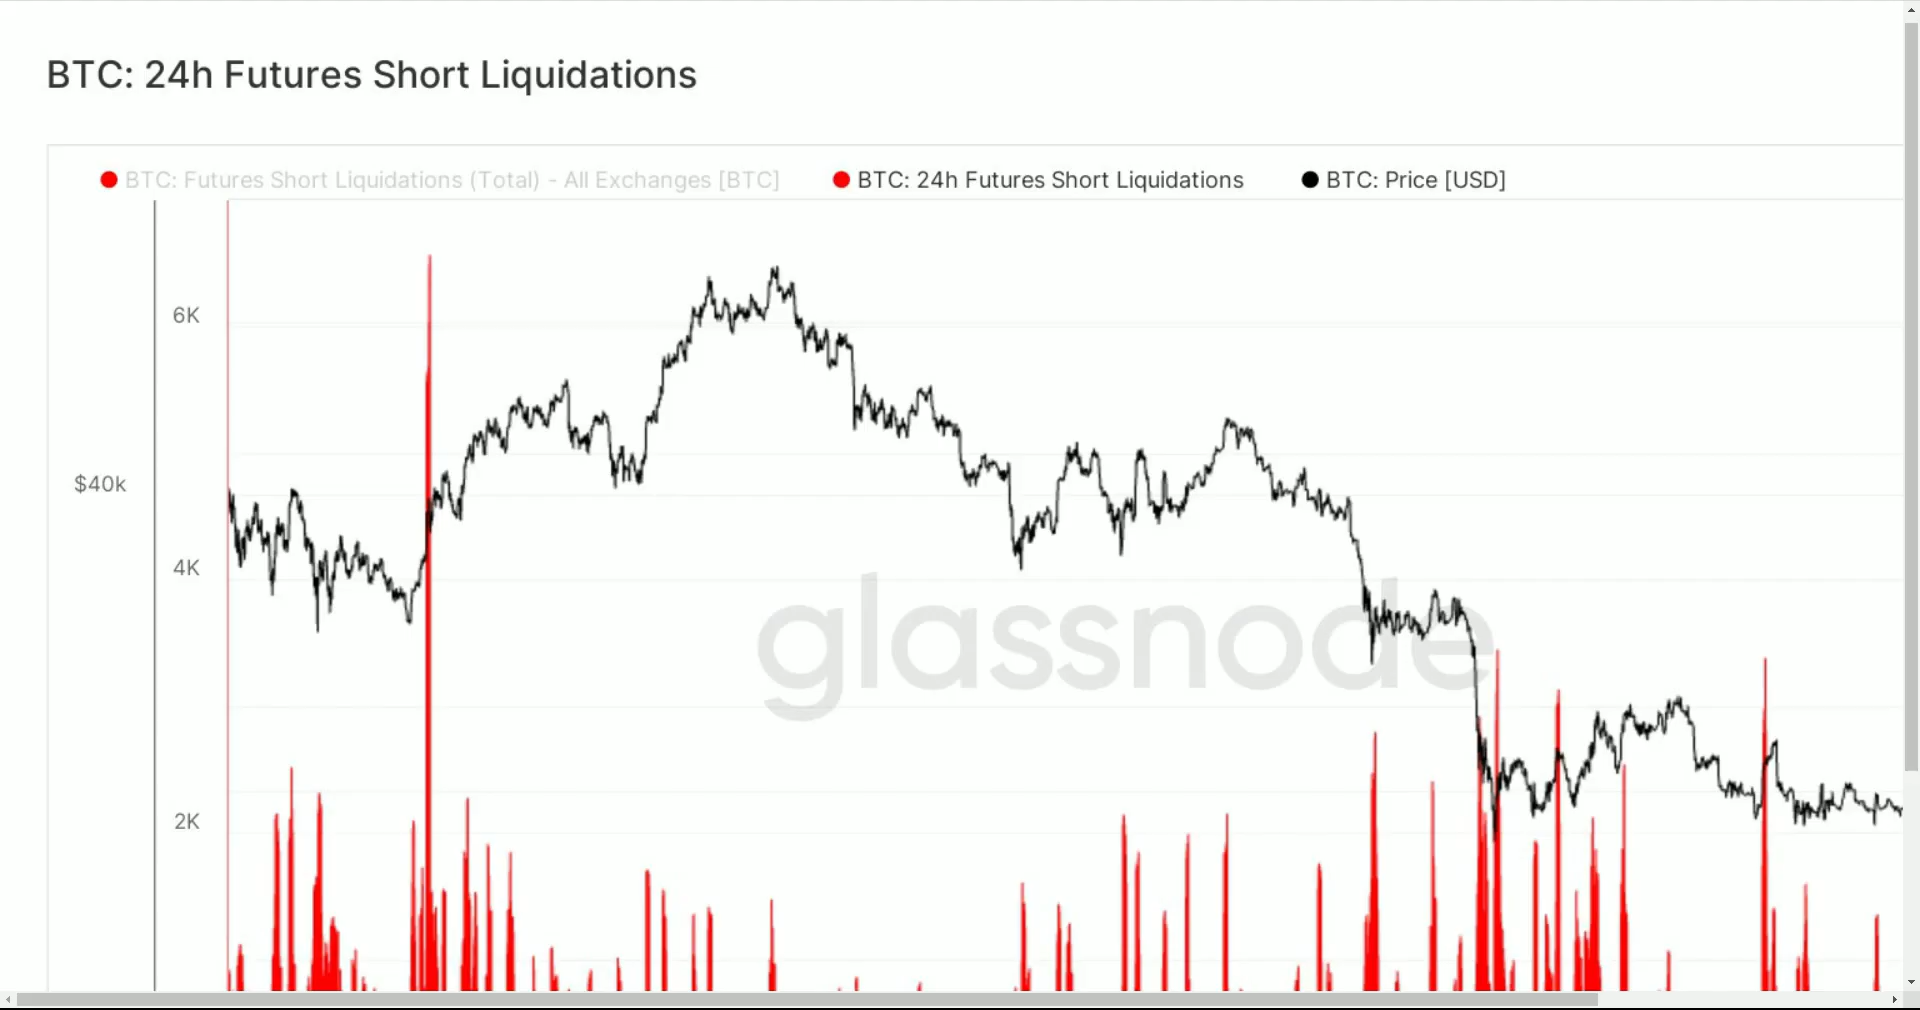 BTC: 24h Futures Short Liquidations
BTC: Futures Short Liquidations (Total) - All Exchanges [BTC]
BTC: 24h Futures Short Liquidations
BTC: Price [USD]
6K
$40k
4K
glassnode
2K